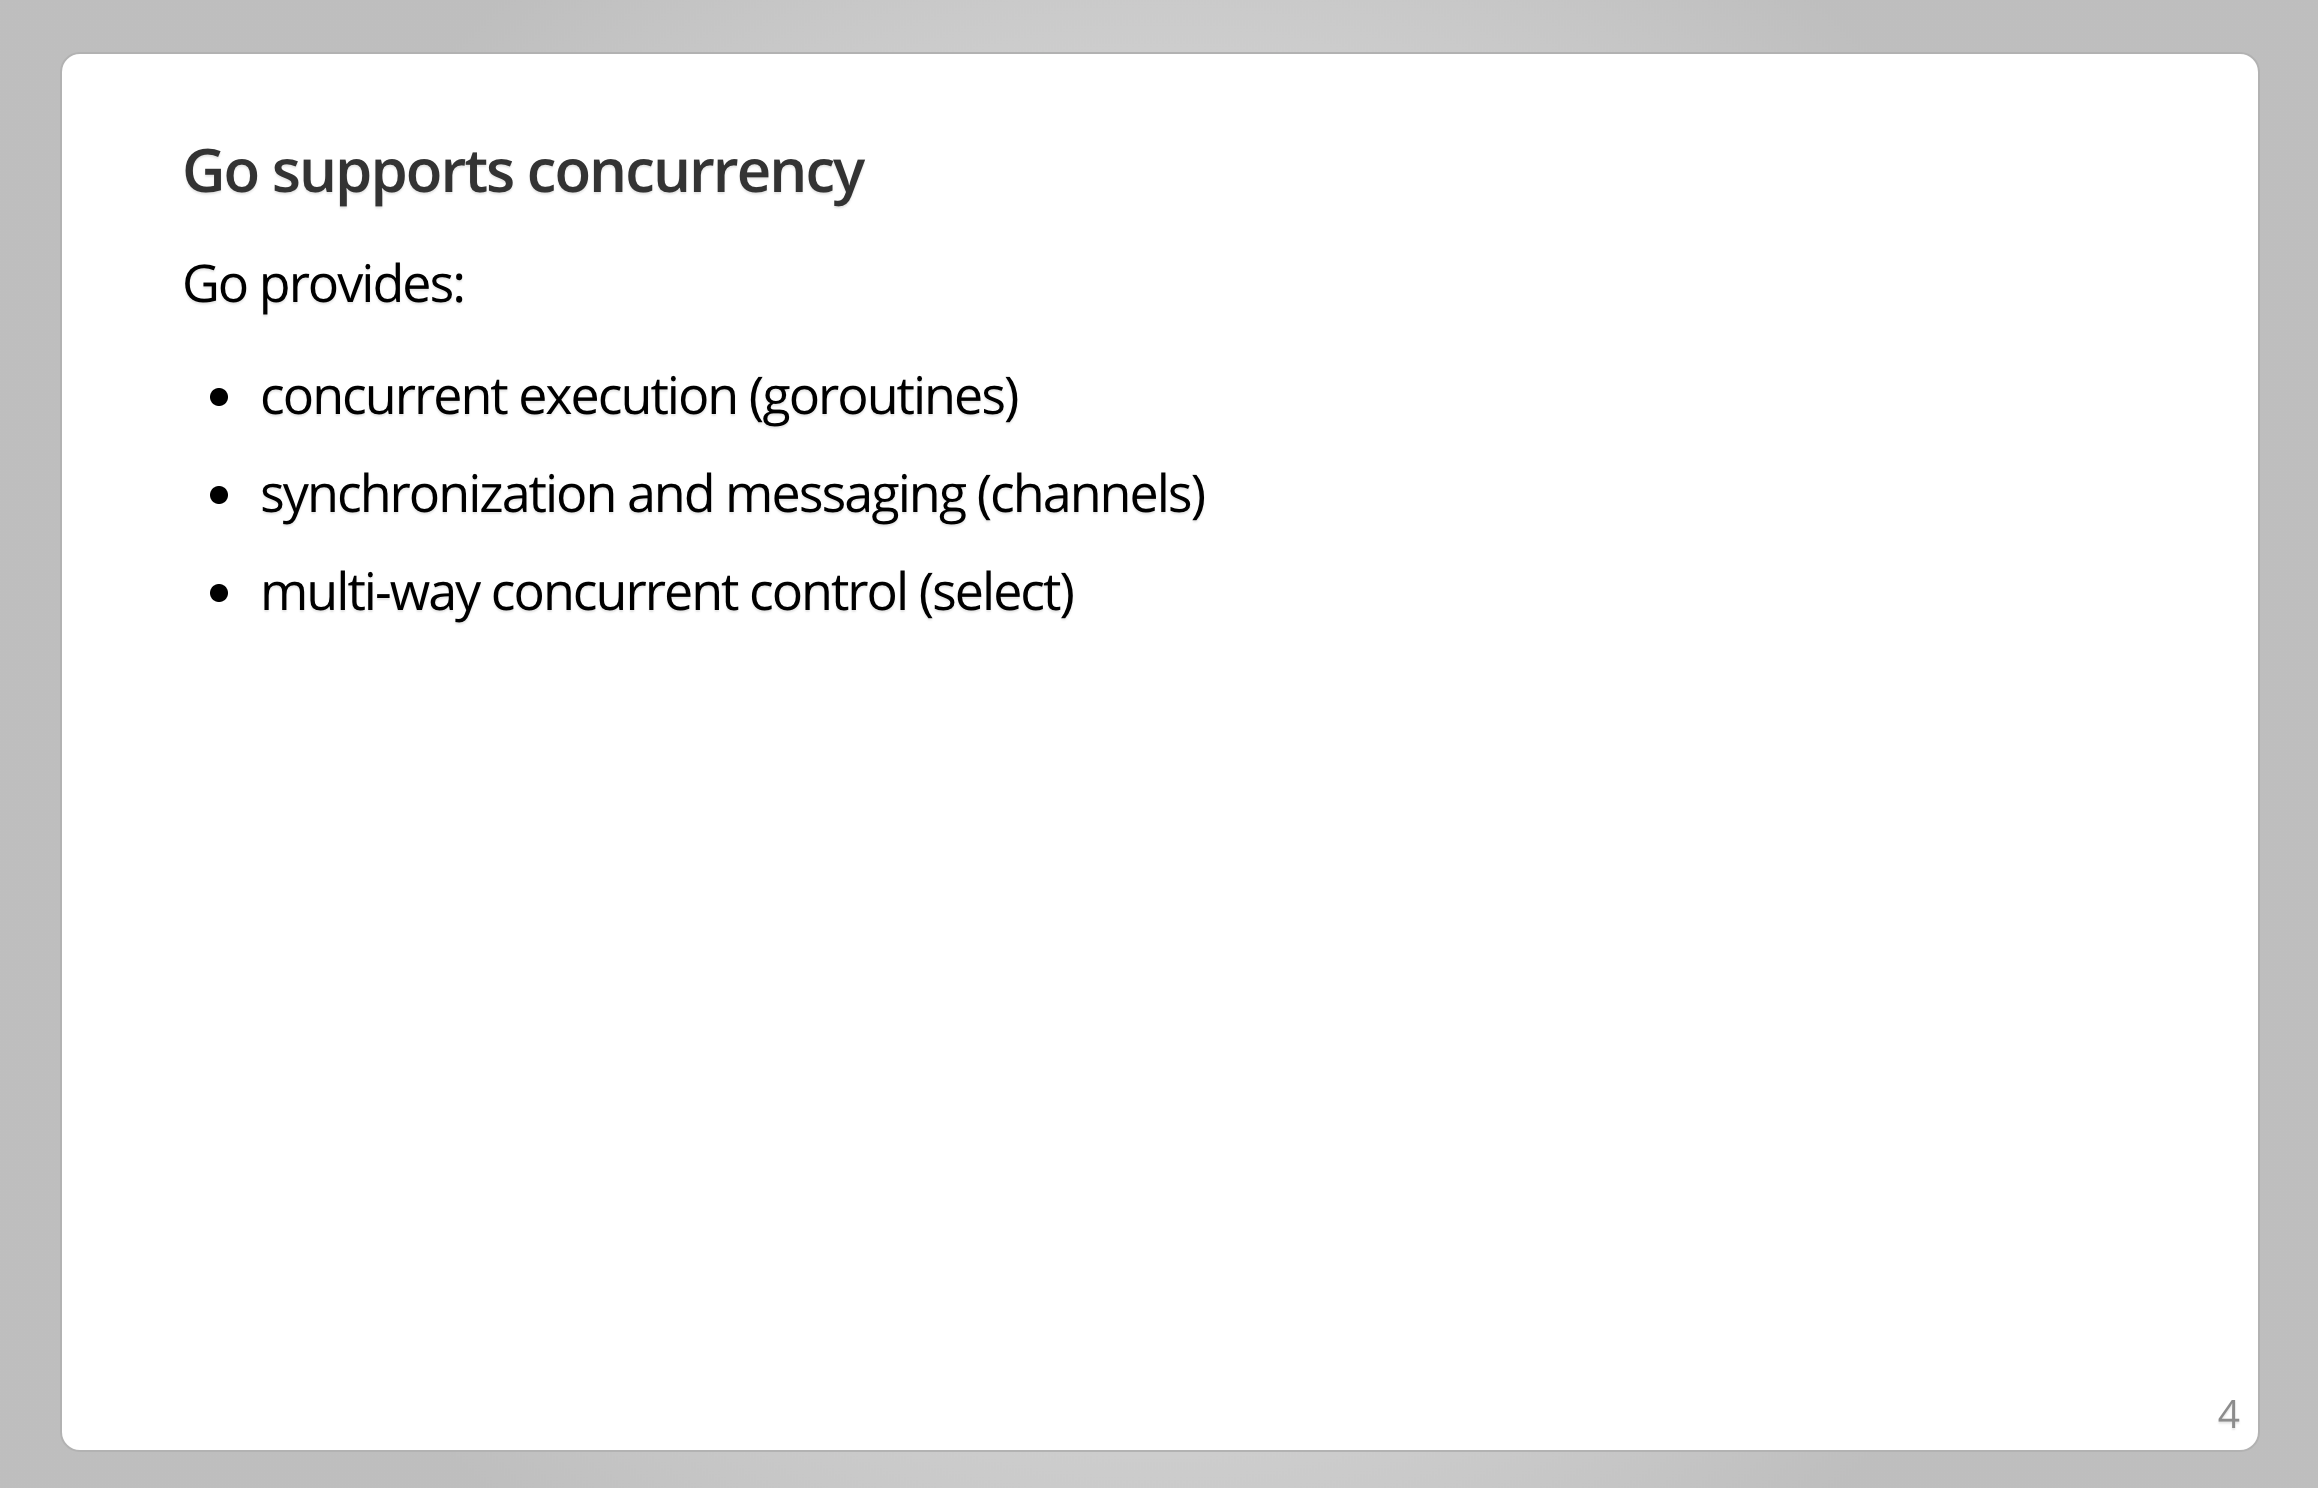 Go supports concurrency
Go provides:
• concurrent execution (goroutines)
• synchronization and messaging (channels)
• multi-way concurrent control (select)
4